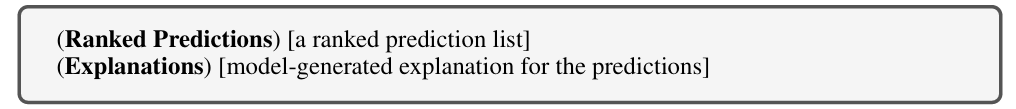 (Ranked Predictions) [a ranked prediction list]
(Explanations) [model-generated explanation for the predictions]